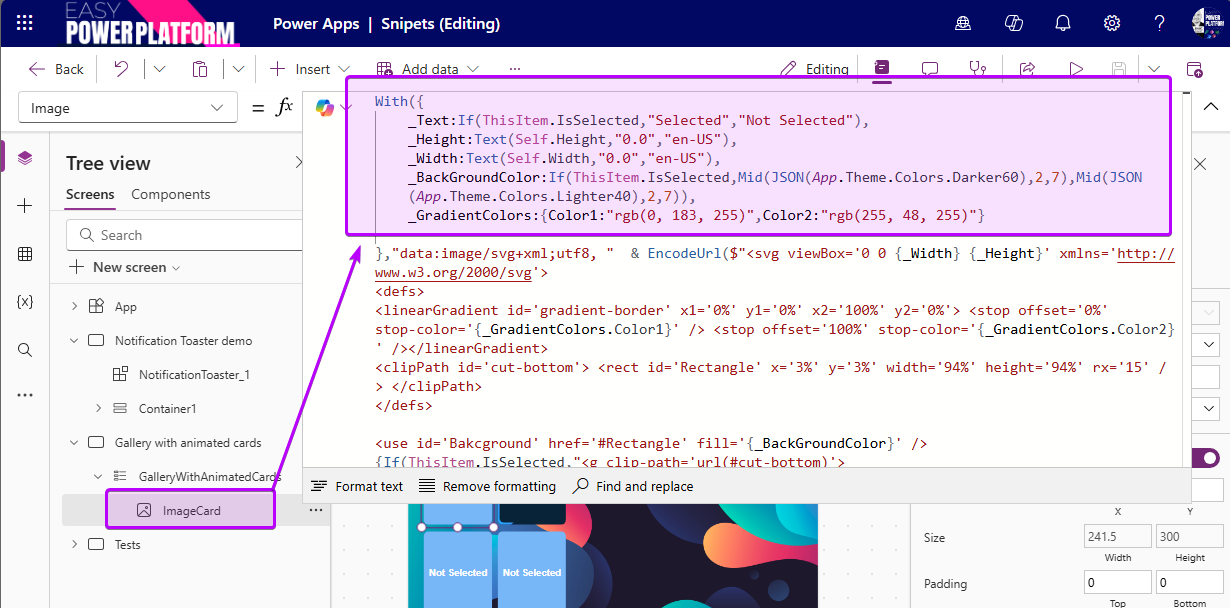 EASY
POWER PLATFORM
Power Apps | Snipets (Editing)
Back
Insert
Add data
Editing
Image
= fx
With({
_Text:If(ThisItem.IsSelected,"Selected","Not Selected"),
_Height:Text(Self.Height,"0.0","en-US"),
_Width:Text(Self.Width,"0.0","en-US"),
_BackGroundColor:If(ThisItem.IsSelected,Mid(JSON(App.Theme.Colors.Darker60),2,7),Mid(JSON
(App.Theme.Colors.Lighter40),2,7)),
_GradientColors:{Color1:"rgb(0, 183, 255)",Color2:"rgb(255, 48, 255)"}
},"data:image/svg+xml;utf8, " & EncodeUrl($"<svg viewBox='0 0 {_Width} {_Height}' xmlns='http://
www.w3.org/2000/svg'>
<defs>
<linearGradient id='gradient-border' x1='0%' y1='0%' x2='100%' y2='0%'> <stop offset='0%'
stop-color='{_GradientColors.Color1}' /> <stop offset='100%' stop-color='{_GradientColors.Color2}
' /></linearGradient>
<clipPath id='cut-bottom'> <rect id='Rectangle' x='3%' y='3%' width='94%' height='94%' rx='15' /
> </clipPath>
</defs>
<use id='Bakcground' href='#Rectangle' fill='{_BackGroundColor}' />
{If(ThisItem.IsSelected,"<g clip-path='url(#cut-bottom)'>
Format text
Remove formatting
Find and replace
Tree view
Screens
Components
Search
New screen
App
Notification Toaster demo
NotificationToaster_1
Container1
Gallery with animated cards
GalleryWithAnimatedCards
ImageCard
Tests
Not Selected
Not Selected
X
Y
Size
241.5
300
Width
Height
Padding
0
0
Top
Bottom